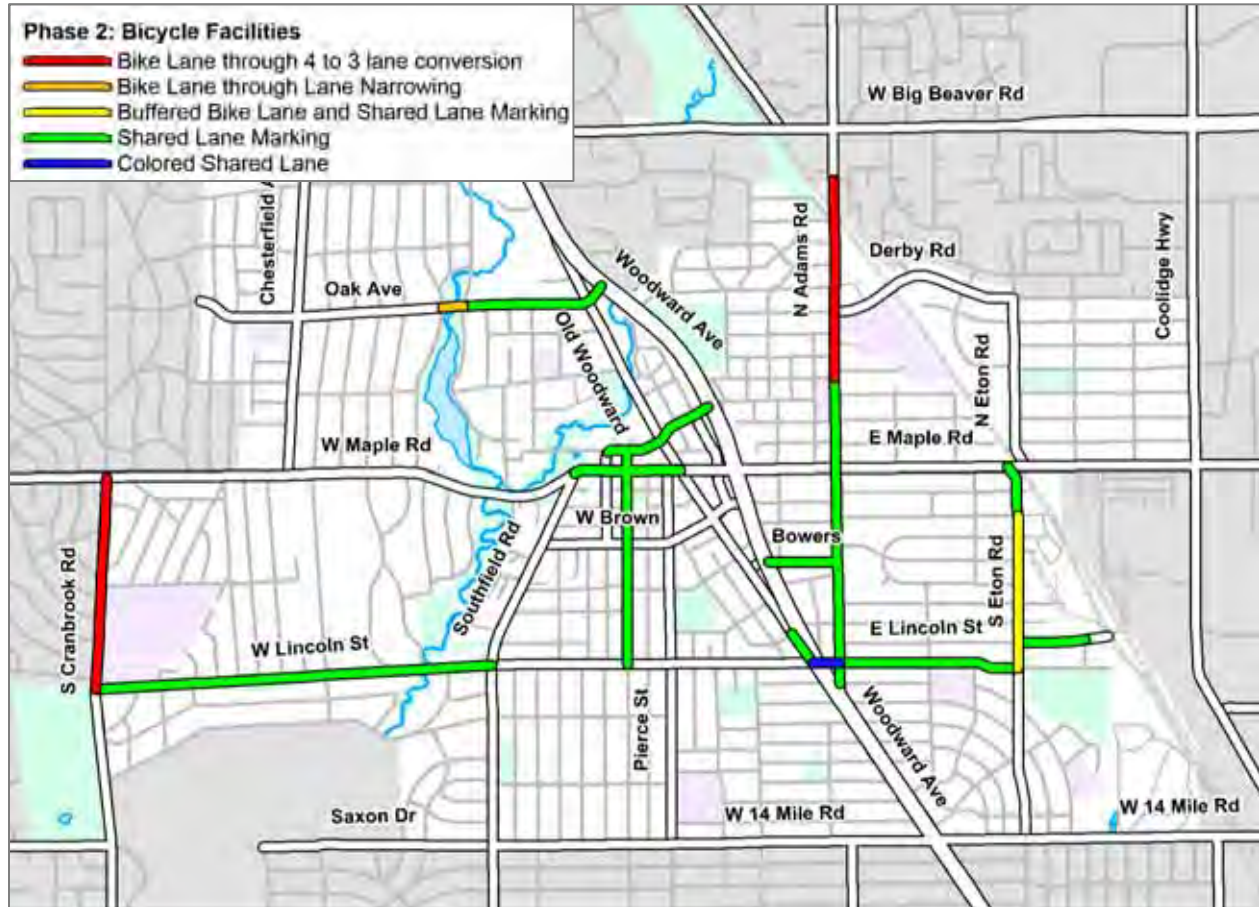 Phase 2: Bicycle Facilities
Bike Lane through 4 to 3 lane conversion
Bike Lane through Lane Narrowing
Buffered Bike Lane and Shared Lane Marking
Shared Lane Marking
Colored Shared Lane
W Big Beaver Rd
Chesterfield A
Oak Ave
Woodward Ave
Old Woodward
N Adams Rd
Derby Rd
Coolidge Hwy
N Eton Rd
W Maple Rd
E Maple Rd
W Brown
Bowers
Southfield Rd
S Eton Rd
S Cranbrook Rd
W Lincoln St
E Lincoln St
Pierce St
Woodward Ave
Saxon Dr
W 14 Mile Rd
W 14 Mile Rd